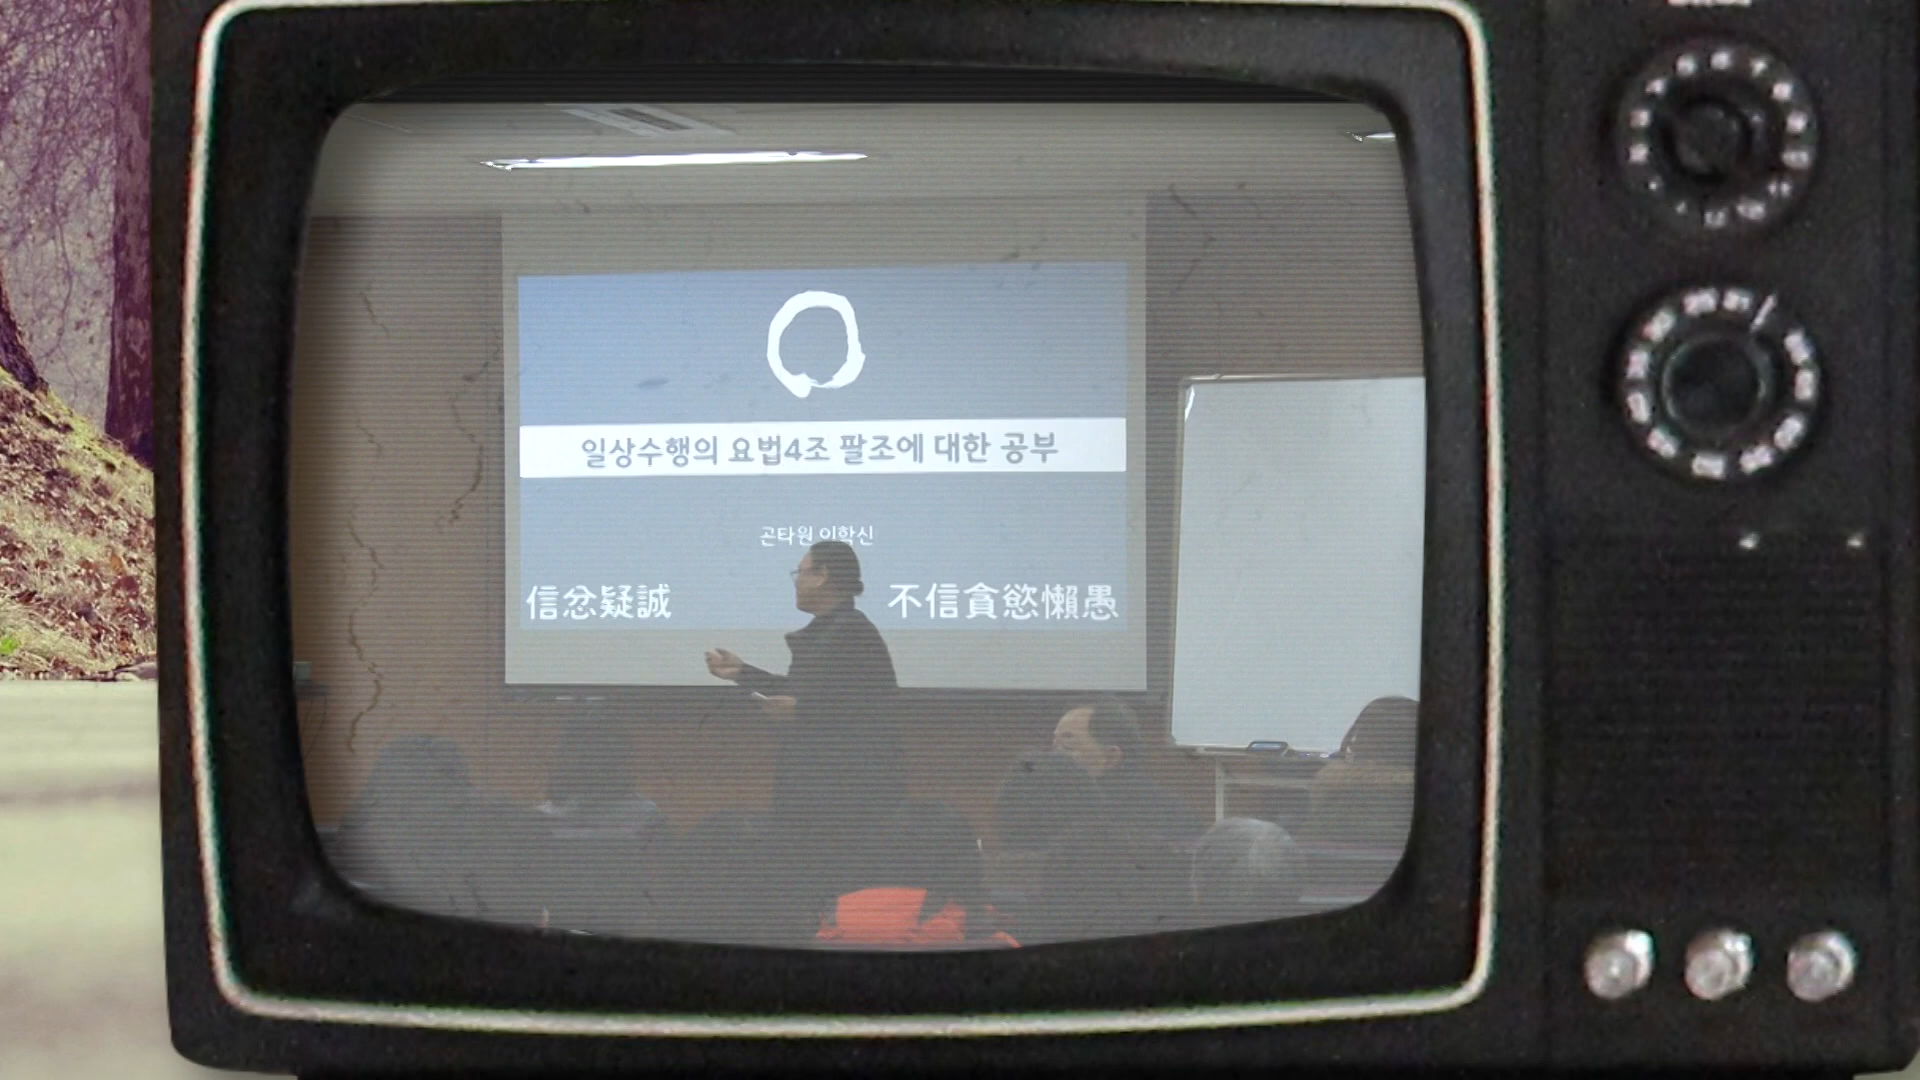 일상수행의 요법4조 팔조에 대한 공부
곤타원 이학신
信忿疑誠
不信貪慾懶愚